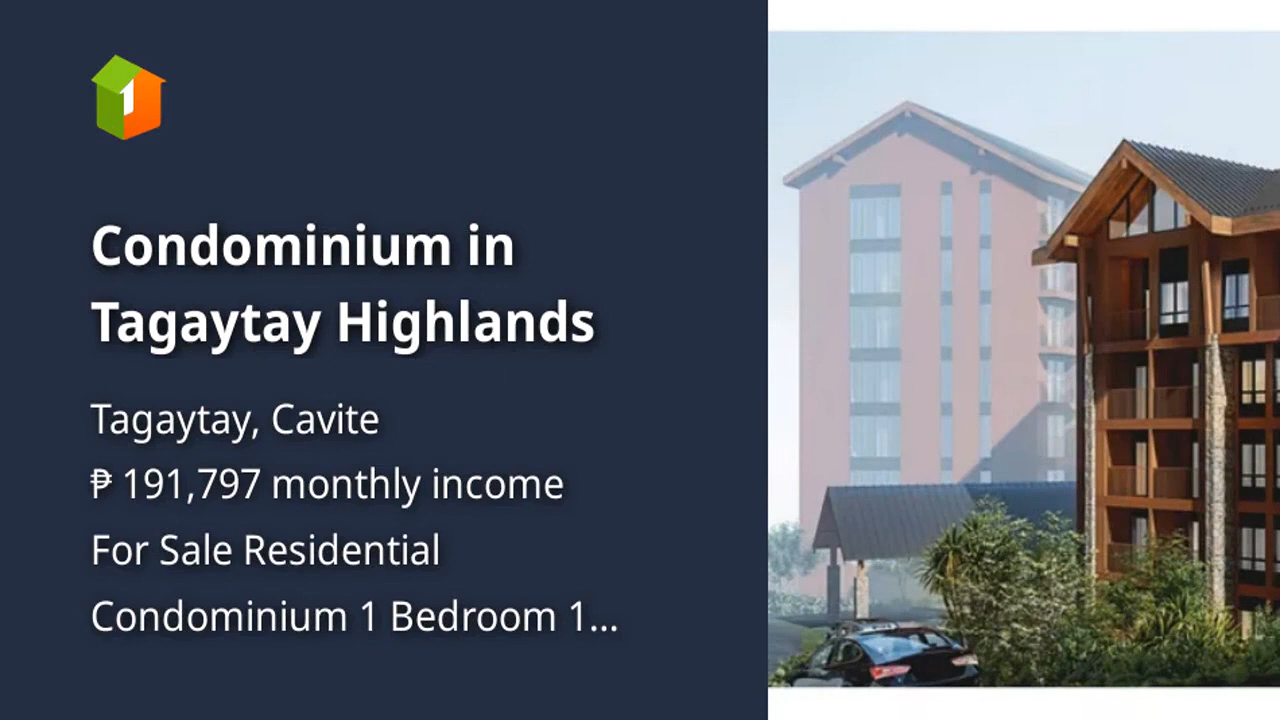 Condominium in
Tagaytay Highlands
Tagaytay, Cavite
₱ 191,797 monthly income
For Sale Residential
Condominium 1 Bedroom 1...